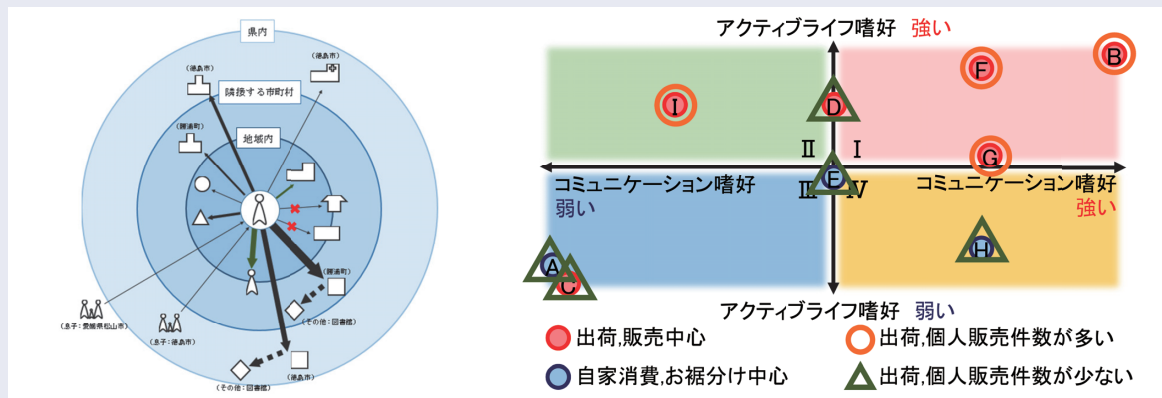 県内
(徳島市)
(徳島市)
隣接する市町村
(勝浦町)
地域内
(勝浦町)
(その他:図書館)
(息子:愛媛県松山市)
(息子:徳島市)
(徳島市)
(その他:図書館)
アクティブライフ嗜好 強い
B
F
I
D
G
Ⅱ Ⅰ
E
Ⅲ Ⅳ
コミュニケーション嗜好
弱い
コミュニケーション嗜好
強い
H
A
C
アクティブライフ嗜好 弱い
出荷,販売中心
出荷,個人販売件数が多い
自家消費,お裾分け中心
出荷,個人販売件数が少ない